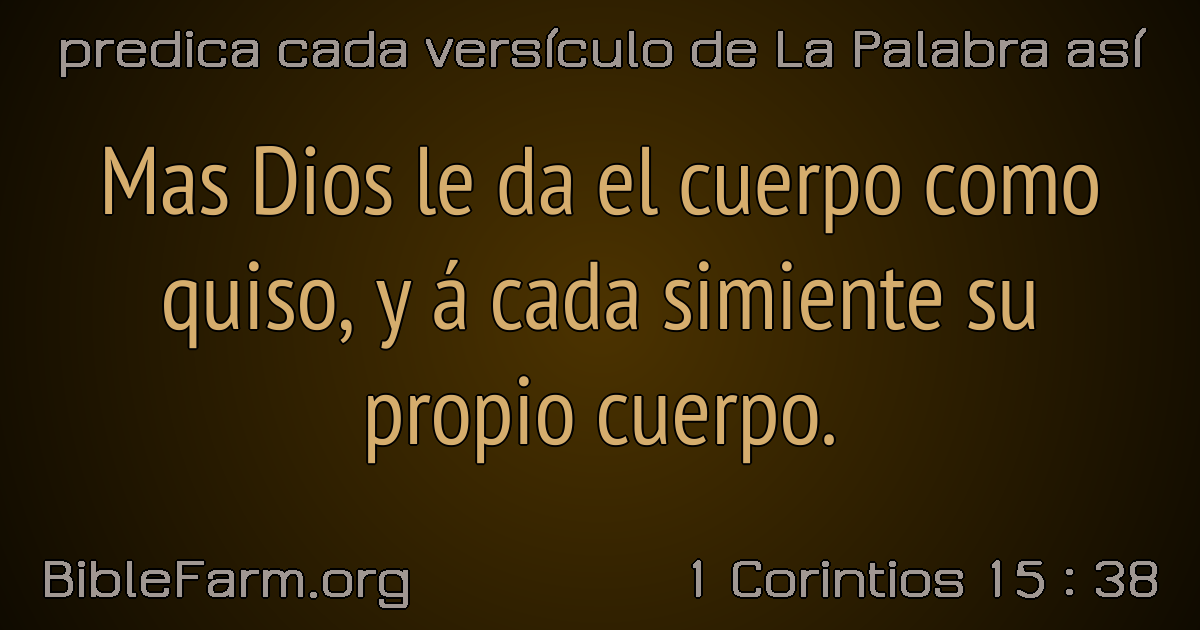 predica cada versículo de La Palabra así
Mas Dios le da el cuerpo como
quiso, y á cada simiente su
propio cuerpo.
BibleFarm.org
1 Corintios 15 : 38